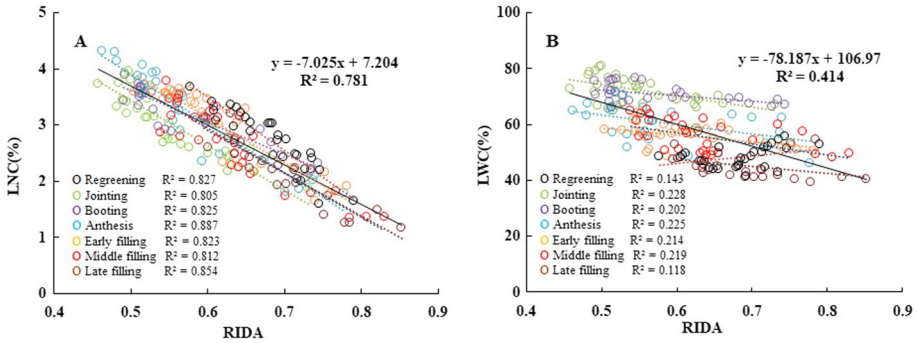 A
y = -7.025x + 7.204
R² = 0.781
LNC(%)
5
4
3
2
1
0
Regreening R² = 0.827
Jointing R² = 0.805
Booting R² = 0.825
Anthesis R² = 0.887
Early filling R² = 0.823
Middle filling R² = 0.812
Late filling R² = 0.854
0.4 0.5 0.6 0.7 0.8 0.9
RIDA
B
y = -78.187x + 106.97
R² = 0.414
LWC(%)
100
80
60
40
20
0
Regreening R² = 0.143
Jointing R² = 0.228
Booting R² = 0.202
Anthesis R² = 0.225
Early filling R² = 0.214
Middle filling R² = 0.219
Late filling R² = 0.118
0.4 0.5 0.6 0.7 0.8 0.9
RIDA